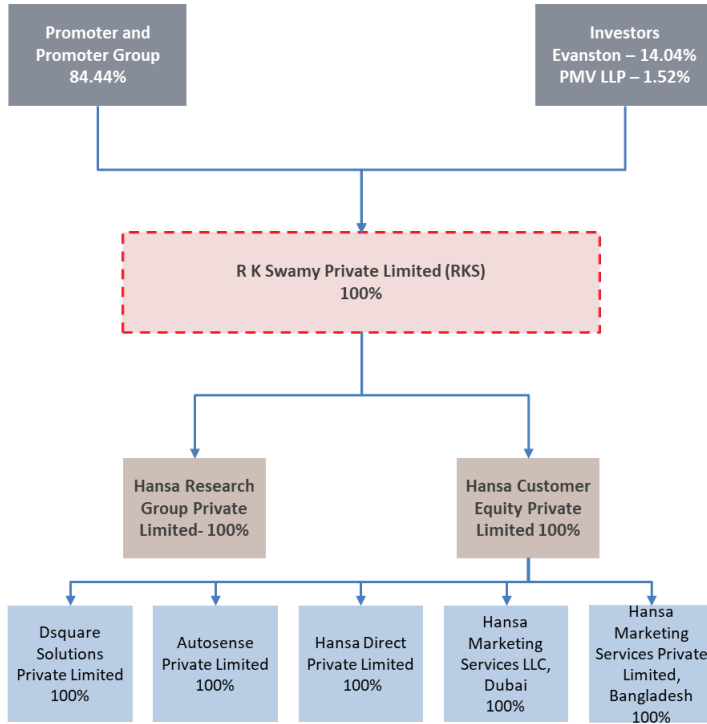 Promoter and
Promoter Group
84.44%
Investors
Evanston – 14.04%
PMV LLP – 1.52%
R K Swamy Private Limited (RKS)
100%
Hansa Research
Group Private
Limited- 100%
Hansa Customer
Equity Private
Limited 100%
Dsquare
Solutions
Private Limited
100%
Autosense
Private Limited
100%
Hansa Direct
Private Limited
100%
Hansa
Marketing
Services LLC,
Dubai
100%
Hansa
Marketing
Services Private
Limited,
Bangladesh
100%